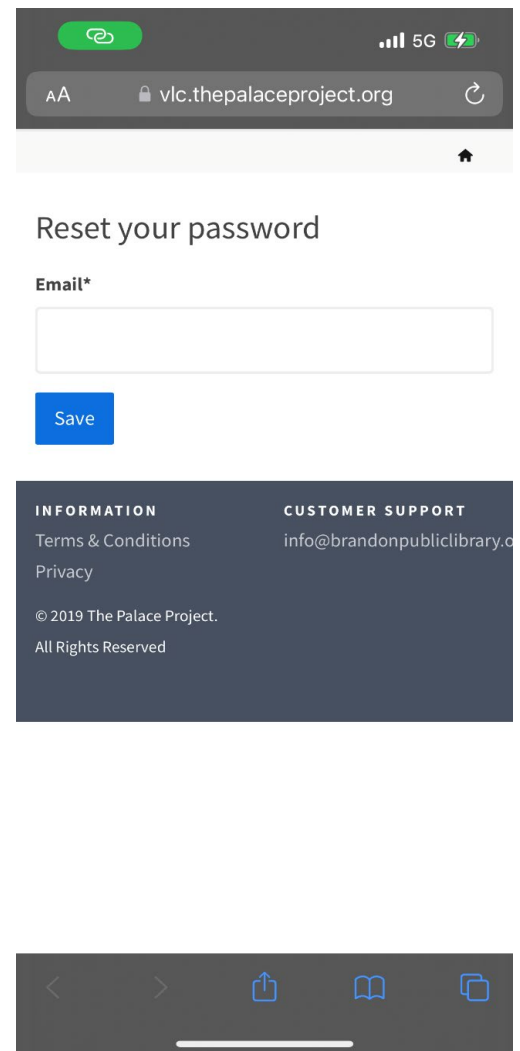 5G
AA vlc.thepalaceproject.org
Reset your password
Email*
Save
INFORMATION
Terms & Conditions
Privacy
© 2019 The Palace Project.
All Rights Reserved
CUSTOMER SUPPORT
info@brandonpubliclibrary.o